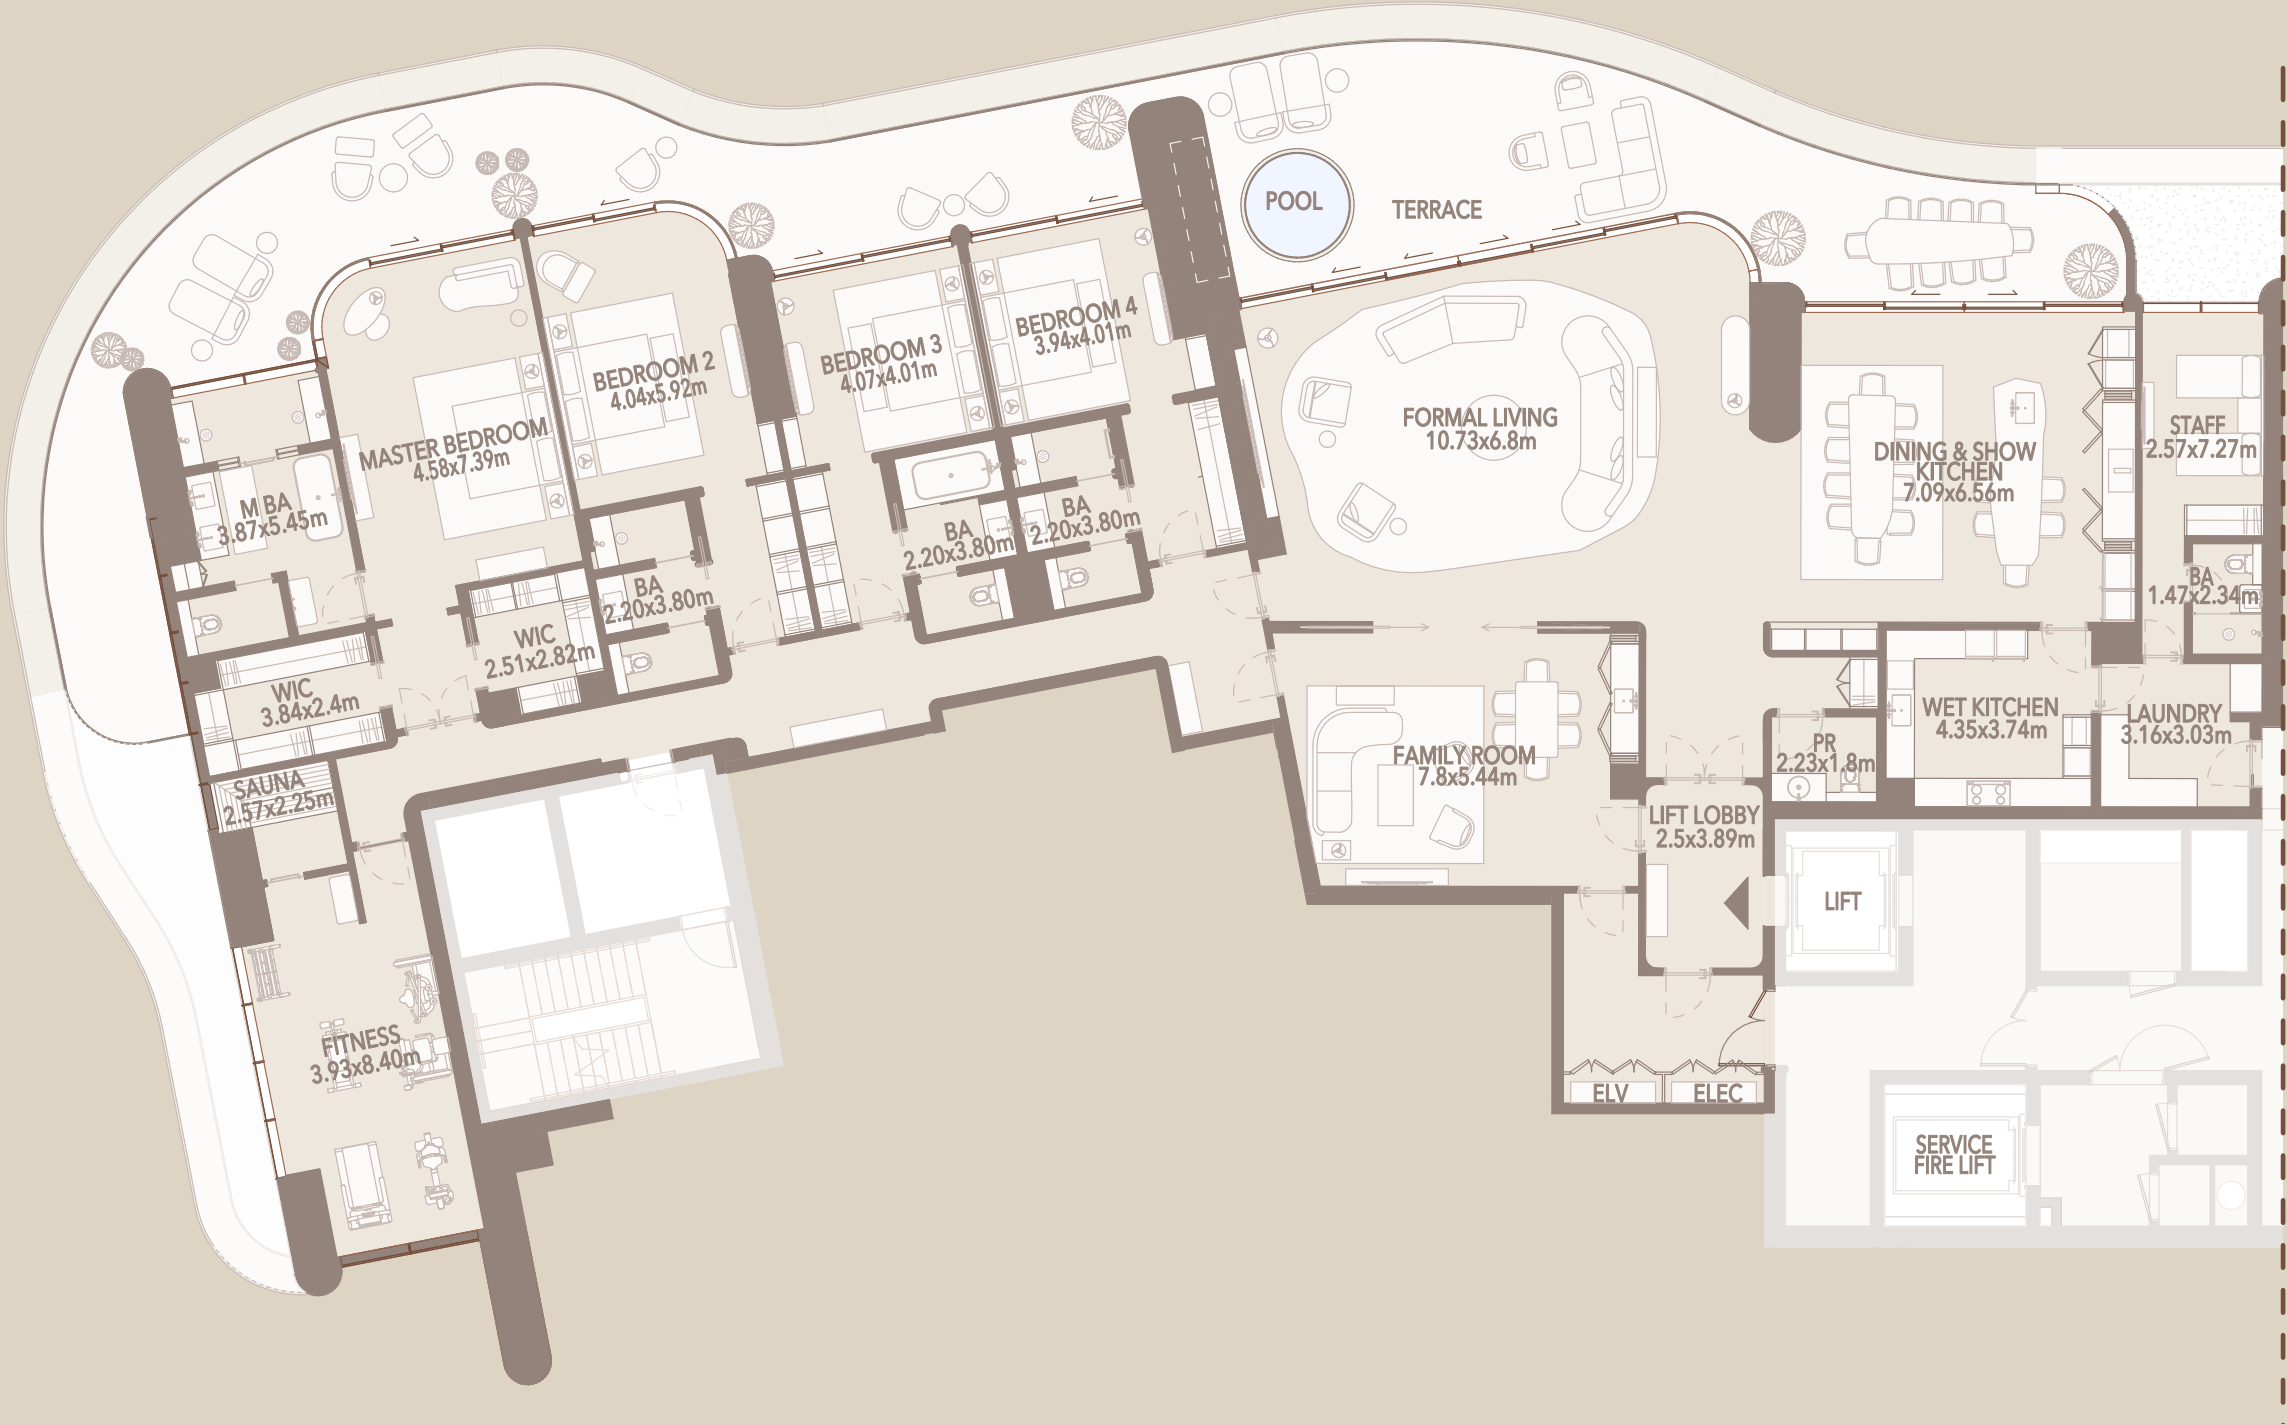 POOL
TERRACE
BEDROOM 4
3.94x4.01m
BEDROOM 3
4.07x4.01m
BEDROOM 2
4.04x5.92m
MASTER BEDROOM
4.58x7.39m
FORMAL LIVING
10.73x6.8m
DINING & SHOW
KITCHEN
7.09x6.56m
STAFF
2.57x7.27m
M BA
3.87x5.45m
BA
2.20x3.80m
BA
2.20x3.80m
BA
2.20x3.80m
BA
1.47x2.34m
WIC
2.51x2.82m
WIC
3.84x2.4m
WET KITCHEN
4.35x3.74m
LAUNDRY
3.16x3.03m
PR
2.23x1.8m
FAMILY ROOM
7.8x5.44m
SAUNA
2.57x2.25m
LIFT LOBBY
2.5x3.89m
LIFT
FITNESS
3.93x8.40m
ELV
ELEC
SERVICE
FIRE LIFT